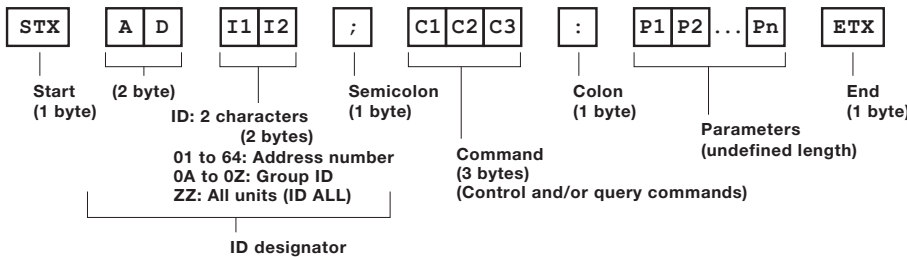 STX A D I1 I2 ; C1 C2 C3 : P1 P2 ... Pn ETX
Start
(1 byte)
(2 byte)
ID: 2 characters
(2 bytes)
01 to 64: Address number
0A to 0Z: Group ID
ZZ: All units (ID ALL)
Semicolon
(1 byte)
Command
(3 bytes)
(Control and/or query commands)
Colon
(1 byte)
Parameters
(undefined length)
End
(1 byte)
ID designator